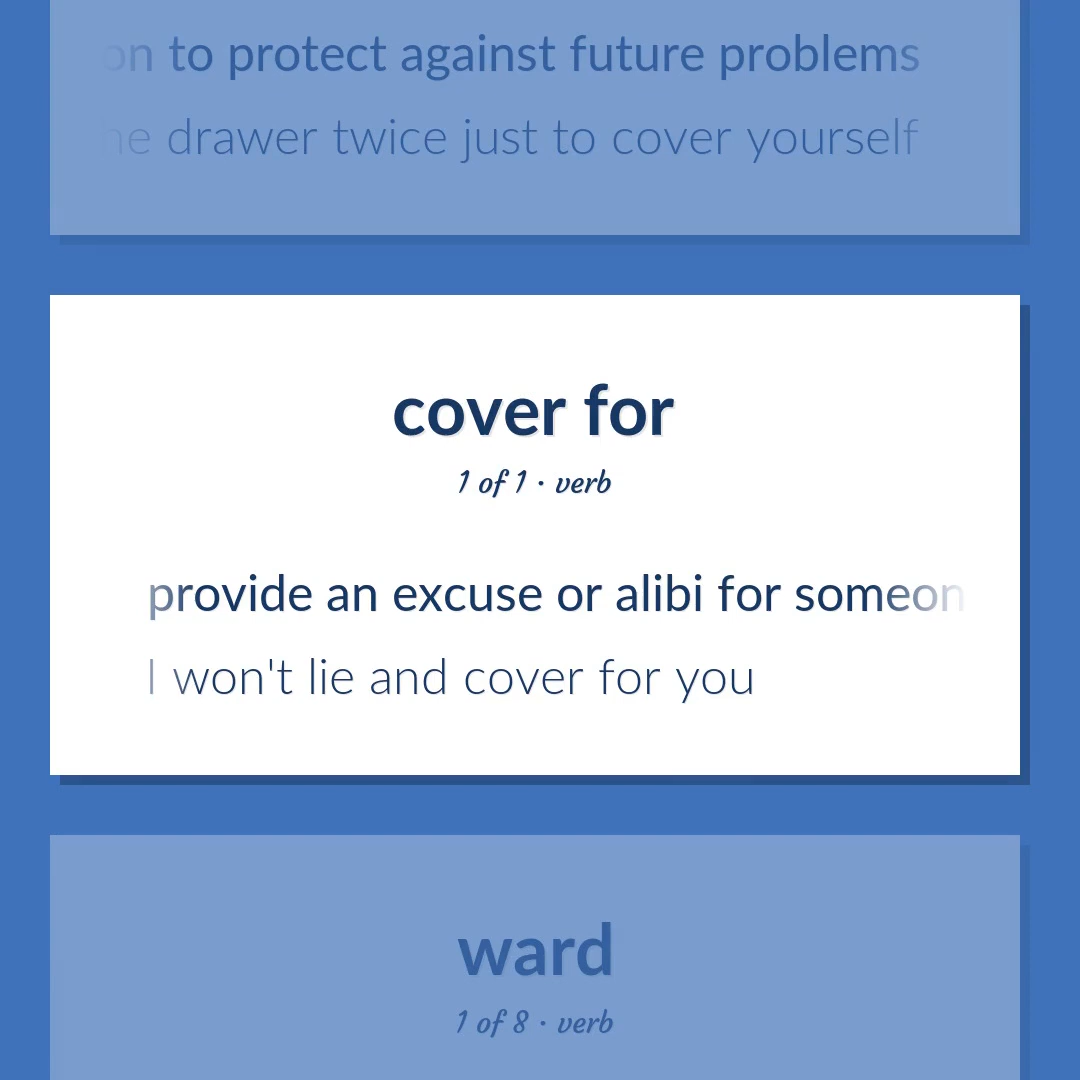 on to protect against future problems
he drawer twice just to cover yourself
cover for
1 of 1 · verb
provide an excuse or alibi for someon
I won't lie and cover for you
ward
1 of 8 · verb